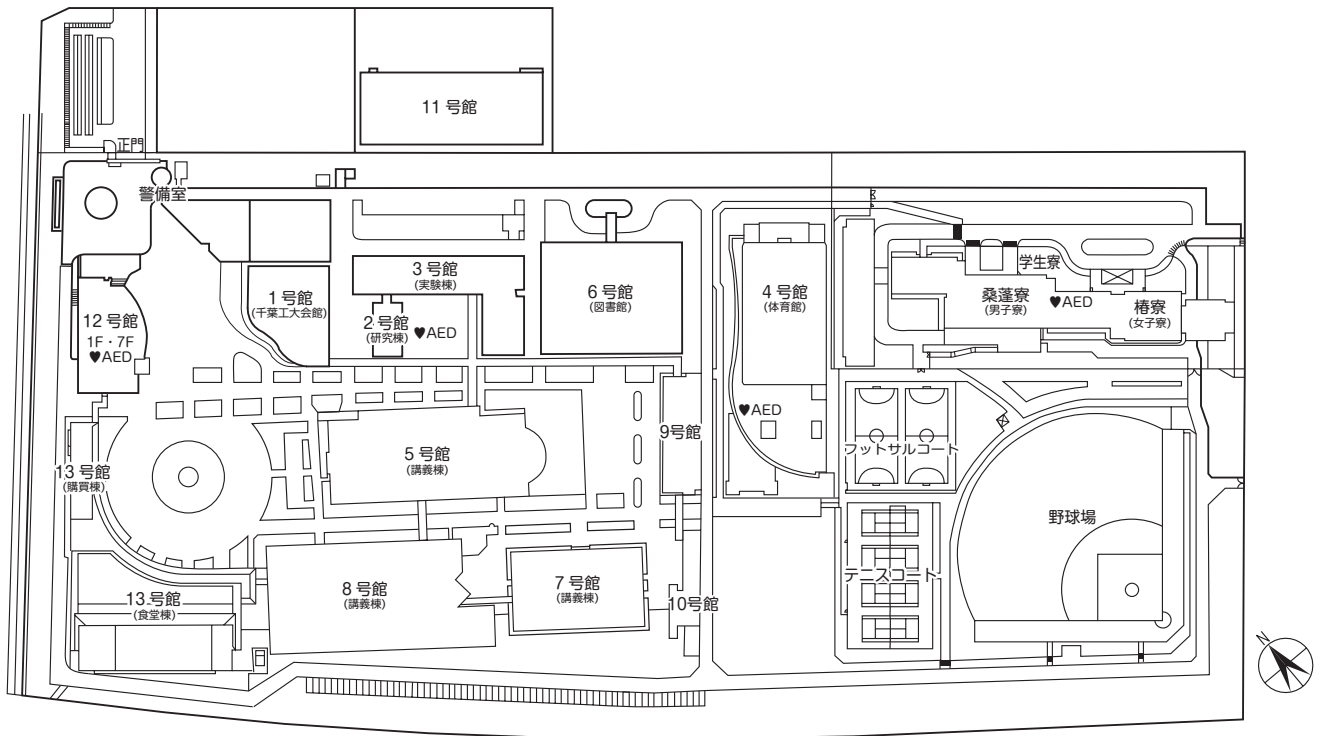 11 号館
正門
警備室
3 号館
(実験棟)
1 号館
(千葉工大会館)
2 号館
(研究棟)
♥AED
6 号館
(図書館)
4 号館
(体育館)
学生寮
桑蓬寮
(男子寮)
♥AED
椿寮
(女子寮)
12 号館
1F・7F
♥AED
♥AED
9号館
5 号館
(講義棟)
フットサルコート
13 号館
(購買棟)
野球場
8 号館
(講義棟)
7 号館
(講義棟)
テニスコート
13 号館
(食堂棟)
10号館
N